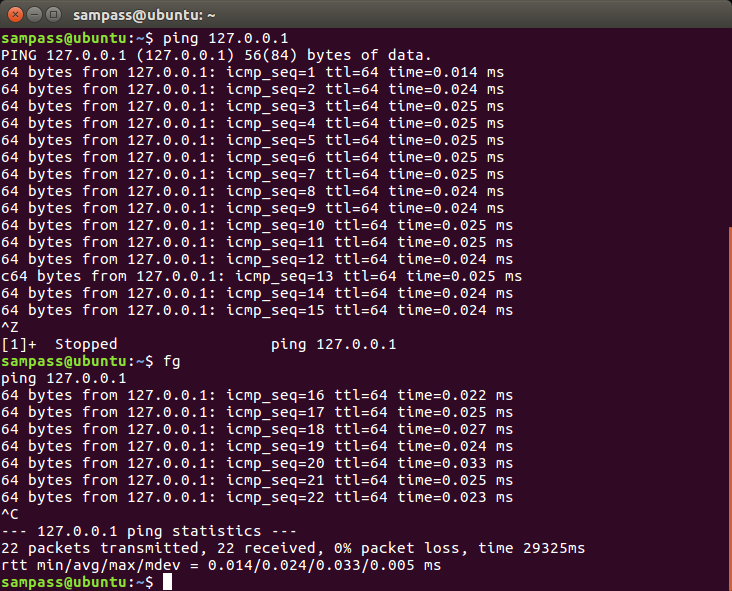 sampass@ubuntu: ~
sampass@ubuntu:~$ ping 127.0.0.1
PING 127.0.0.1 (127.0.0.1) 56(84) bytes of data.
64 bytes from 127.0.0.1: icmp_seq=1 ttl=64 time=0.014 ms
64 bytes from 127.0.0.1: icmp_seq=2 ttl=64 time=0.024 ms
64 bytes from 127.0.0.1: icmp_seq=3 ttl=64 time=0.025 ms
64 bytes from 127.0.0.1: icmp_seq=4 ttl=64 time=0.025 ms
64 bytes from 127.0.0.1: icmp_seq=5 ttl=64 time=0.025 ms
64 bytes from 127.0.0.1: icmp_seq=6 ttl=64 time=0.025 ms
64 bytes from 127.0.0.1: icmp_seq=7 ttl=64 time=0.025 ms
64 bytes from 127.0.0.1: icmp_seq=8 ttl=64 time=0.024 ms
64 bytes from 127.0.0.1: icmp_seq=9 ttl=64 time=0.024 ms
64 bytes from 127.0.0.1: icmp_seq=10 ttl=64 time=0.025 ms
64 bytes from 127.0.0.1: icmp_seq=11 ttl=64 time=0.025 ms
64 bytes from 127.0.0.1: icmp_seq=12 ttl=64 time=0.024 ms
c64 bytes from 127.0.0.1: icmp_seq=13 ttl=64 time=0.025 ms
64 bytes from 127.0.0.1: icmp_seq=14 ttl=64 time=0.024 ms
64 bytes from 127.0.0.1: icmp_seq=15 ttl=64 time=0.024 ms
^Z
[1]+  Stopped                 ping 127.0.0.1
sampass@ubuntu:~$ fg
ping 127.0.0.1
64 bytes from 127.0.0.1: icmp_seq=16 ttl=64 time=0.022 ms
64 bytes from 127.0.0.1: icmp_seq=17 ttl=64 time=0.025 ms
64 bytes from 127.0.0.1: icmp_seq=18 ttl=64 time=0.027 ms
64 bytes from 127.0.0.1: icmp_seq=19 ttl=64 time=0.024 ms
64 bytes from 127.0.0.1: icmp_seq=20 ttl=64 time=0.033 ms
64 bytes from 127.0.0.1: icmp_seq=21 ttl=64 time=0.025 ms
64 bytes from 127.0.0.1: icmp_seq=22 ttl=64 time=0.023 ms
^C
--- 127.0.0.1 ping statistics ---
22 packets transmitted, 22 received, 0% packet loss, time 29325ms
rtt min/avg/max/mdev = 0.014/0.024/0.033/0.005 ms
sampass@ubuntu:~$